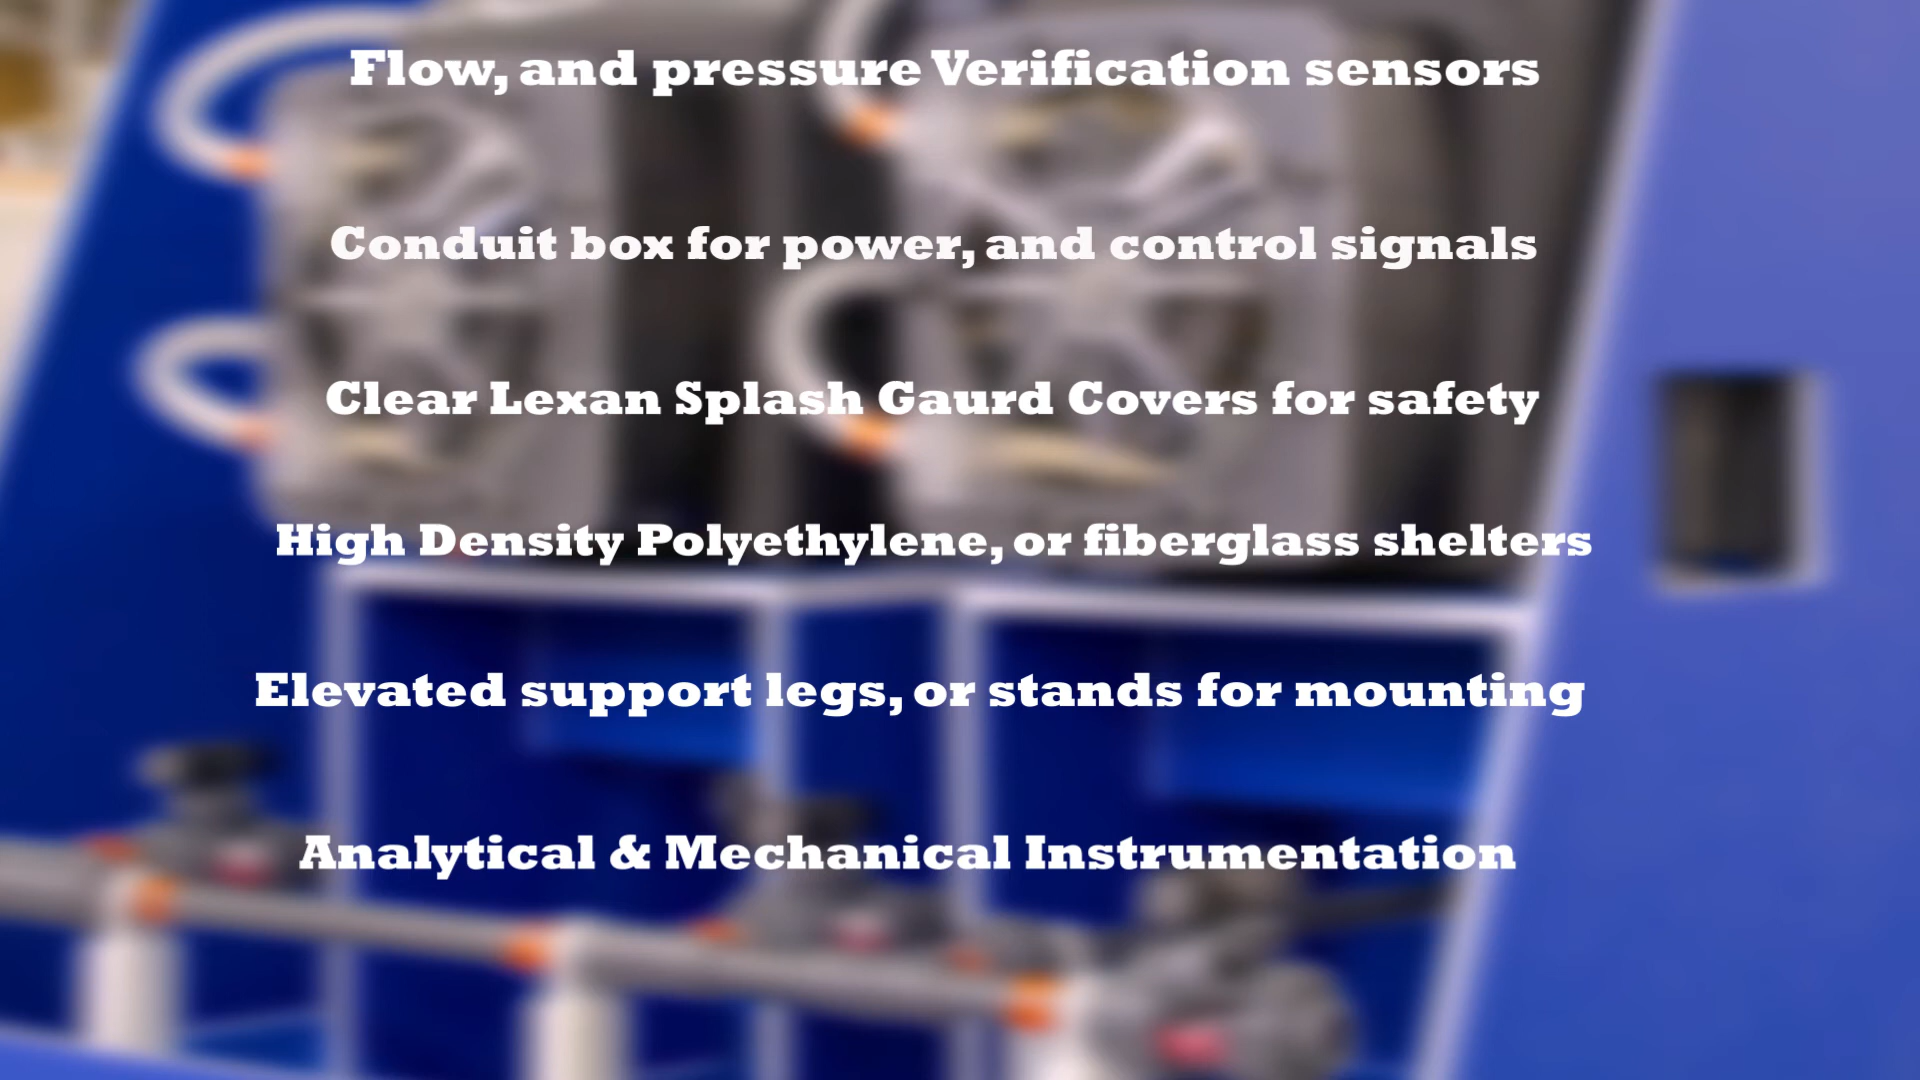 Flow, and pressure Verification sensors
Conduit box for power, and control signals
Clear Lexan Splash Gaurd Covers for safety
High Density Polyethylene, or fiberglass shelters
Elevated support legs, or stands for mounting
Analytical & Mechanical Instrumentation